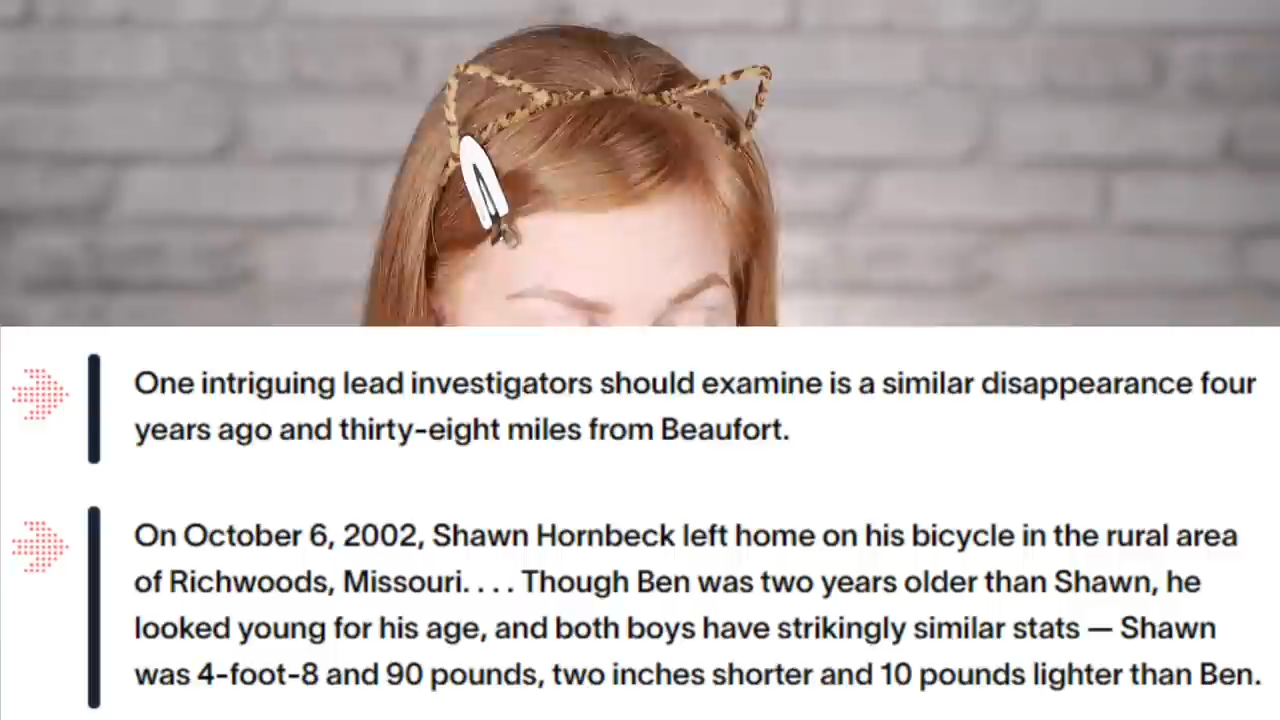 One intriguing lead investigators should examine is a similar disappearance four
years ago and thirty-eight miles from Beaufort.
On October 6, 2002, Shawn Hornbeck left home on his bicycle in the rural area
of Richwoods, Missouri. . . . Though Ben was two years older than Shawn, he
looked young for his age, and both boys have strikingly similar stats — Shawn
was 4-foot-8 and 90 pounds, two inches shorter and 10 pounds lighter than Ben.